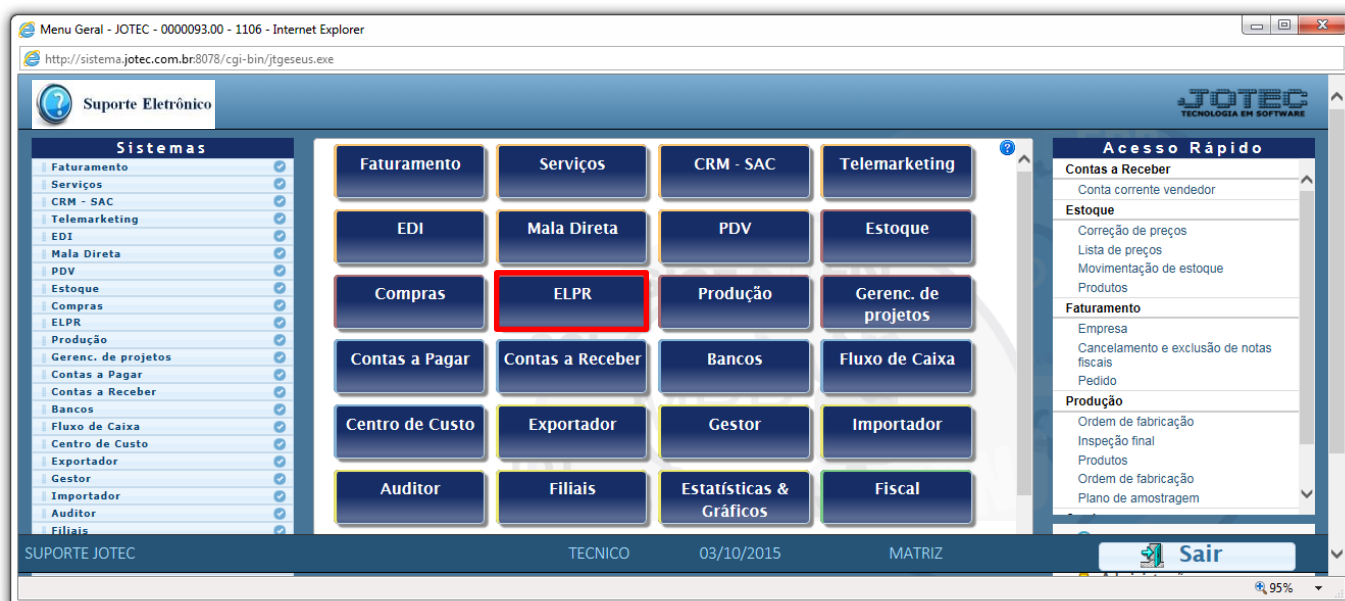 Menu Geral - JOTEC - 0000093.00 - 1106 - Internet Explorer
http://sistema.jotec.com.br:8078/cgi-bin/jtgeseus.exe
Suporte Eletrônico
JOTEC
TECNOLOGIA EM SOFTWARE
Sistemas
Faturamento
Serviços
CRM - SAC
Telemarketing
EDI
Mala Direta
PDV
Estoque
Compras
ELPR
Produção
Gerenc. de projetos
Contas a Pagar
Contas a Receber
Bancos
Fluxo de Caixa
Centro de Custo
Exportador
Gestor
Importador
Auditor
Filiais
Faturamento
Serviços
CRM - SAC
Telemarketing
EDI
Mala Direta
PDV
Estoque
Compras
ELPR
Produção
Gerenc. de
projetos
Contas a Pagar
Contas a Receber
Bancos
Fluxo de Caixa
Centro de Custo
Exportador
Gestor
Importador
Auditor
Filiais
Estatísticas &
Gráficos
Fiscal
Acesso Rápido
Contas a Receber
Conta corrente vendedor
Estoque
Correção de preços
Lista de preços
Movimentação de estoque
Produtos
Faturamento
Empresa
Cancelamento e exclusão de notas
fiscais
Pedido
Produção
Ordem de fabricação
Inspeção final
Produtos
Ordem de fabricação
Plano de amostragem
SUPORTE JOTEC
TECNICO
03/10/2015
MATRIZ
Sair
95%